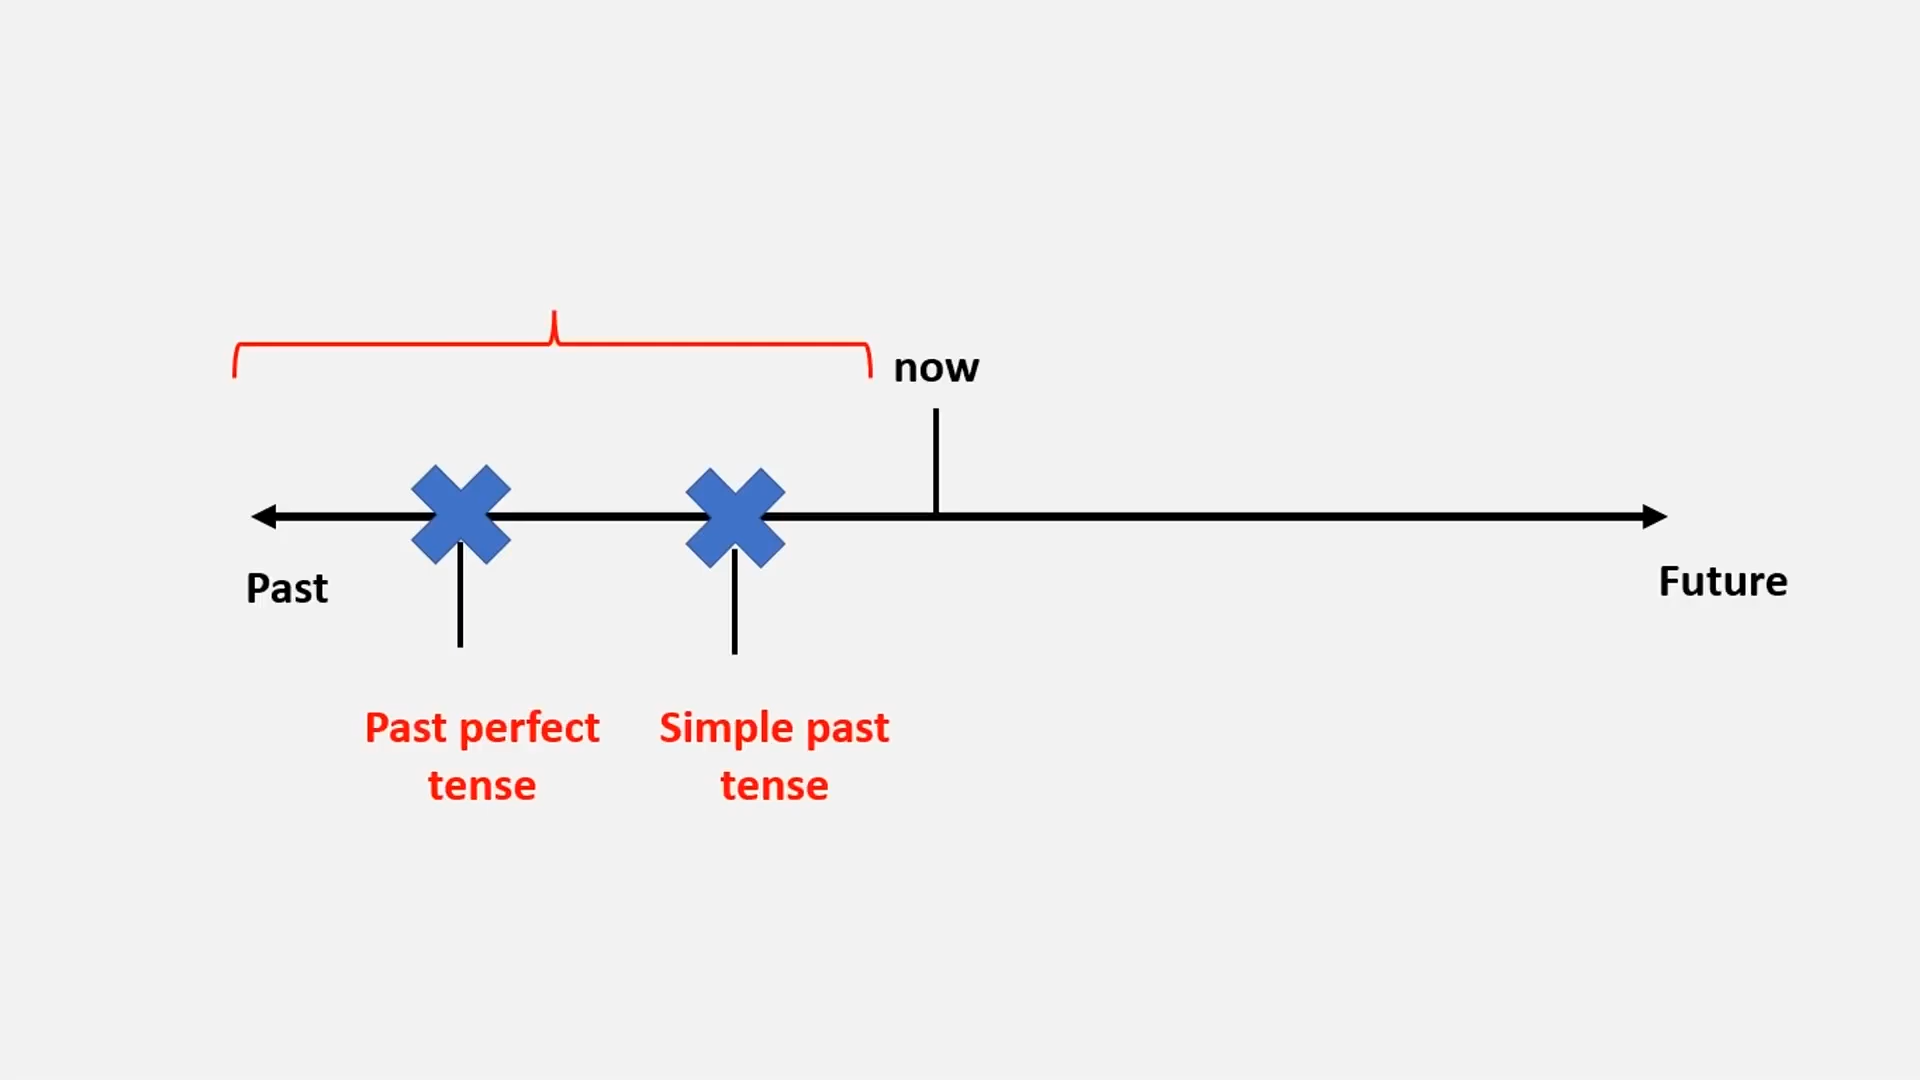 now
Past
Future
Past perfect
tense
Simple past
tense